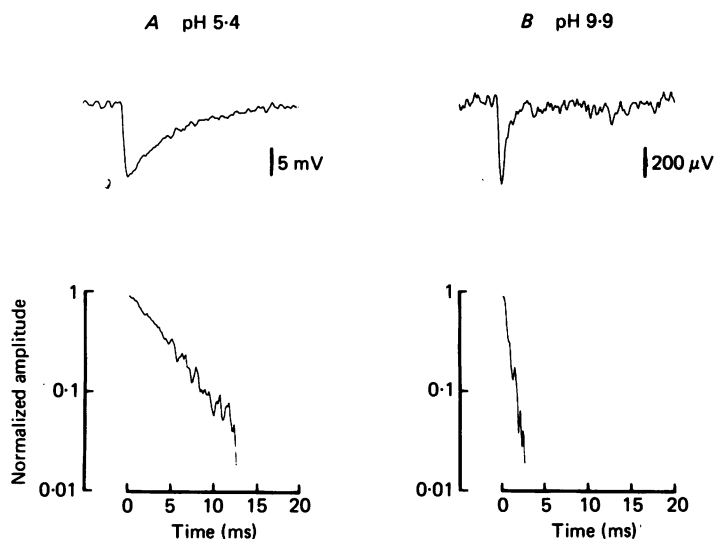 A pH 5·4
B pH 9·9
5 mV
200 µV
Normalized amplitude
1
0·1
0·01
0 5 10 15 20
Time (ms)
1
0·1
0·01
0 5 10 15 20
Time (ms)